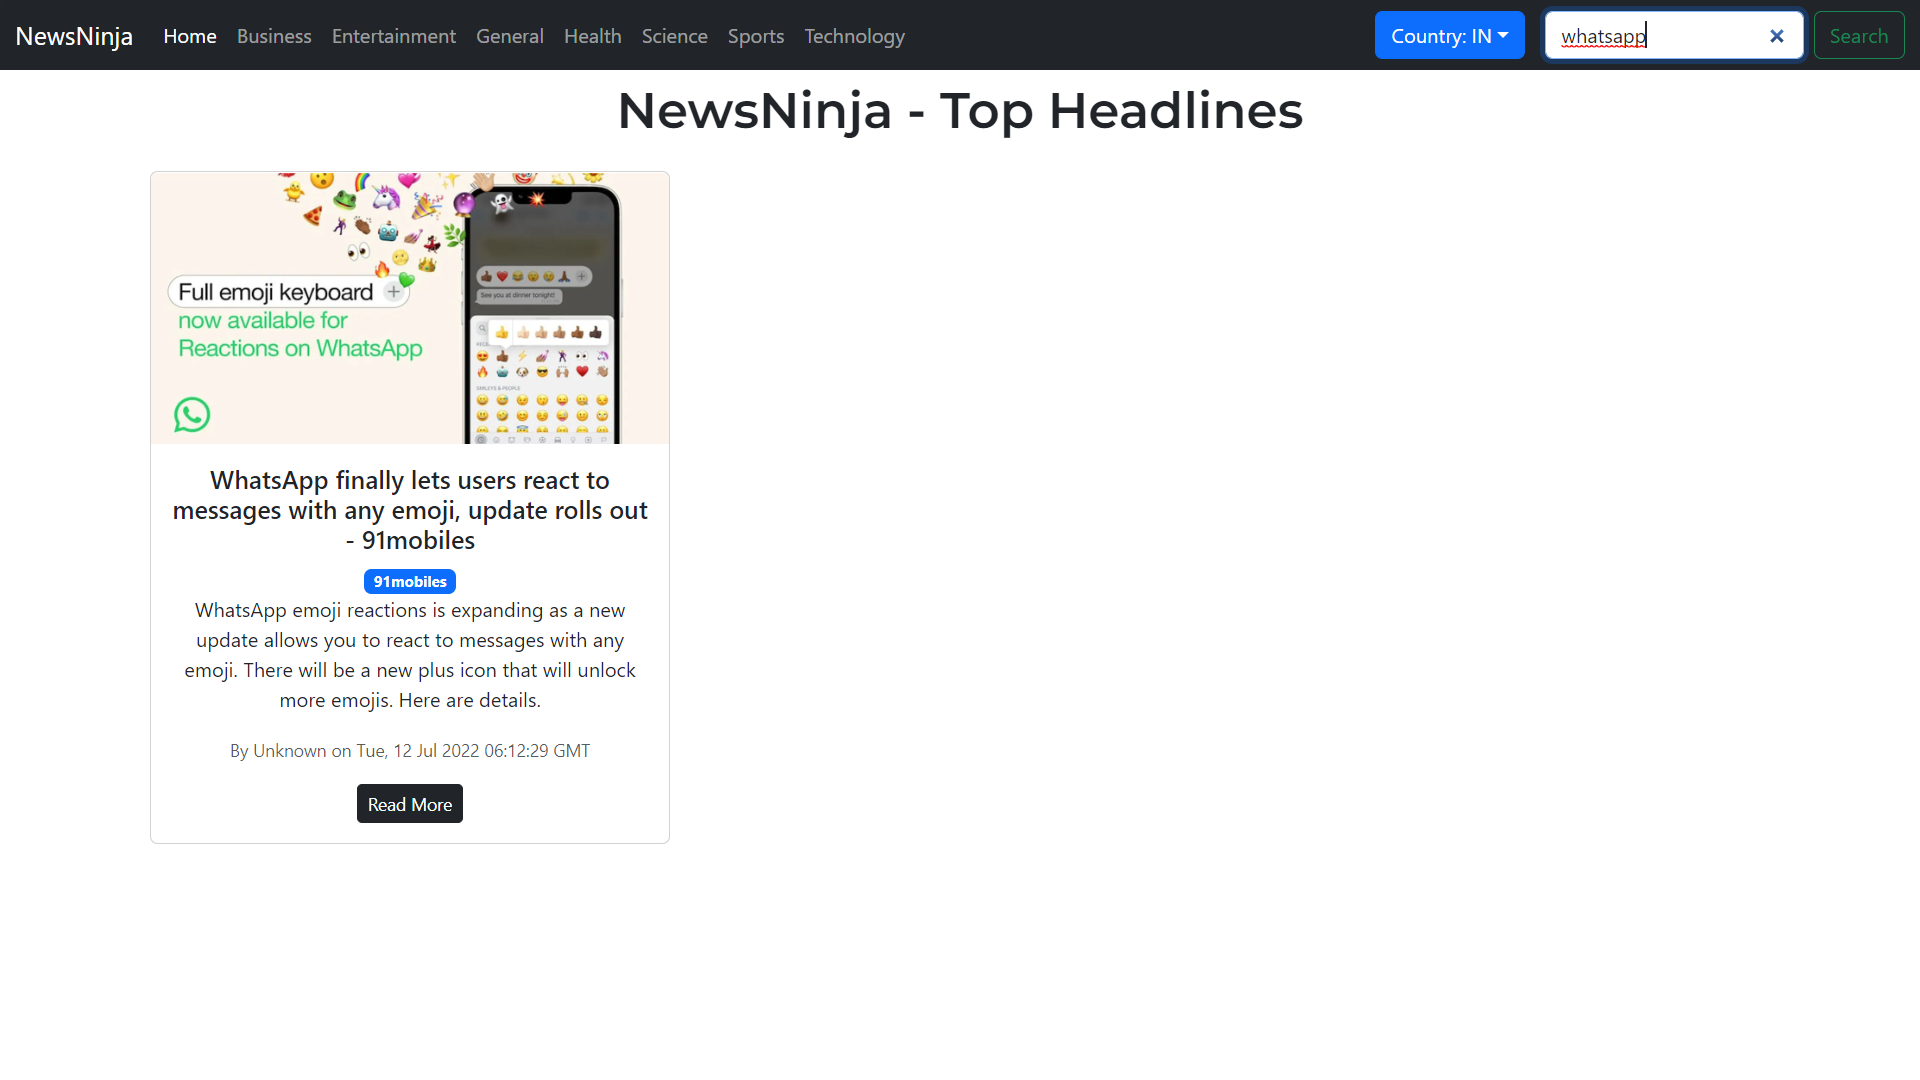 NewsNinja Home Business Entertainment General Health Science Sports Technology Country: IN whatsapp Search
NewsNinja - Top Headlines
Full emoji keyboard
now available for
Reactions on WhatsApp
See you at dinner tonight!
SMILEYS & PEOPLE
WhatsApp finally lets users react to
messages with any emoji, update rolls out
- 91mobiles
91mobiles
WhatsApp emoji reactions is expanding as a new
update allows you to react to messages with any
emoji. There will be a new plus icon that will unlock
more emojis. Here are details.
By Unknown on Tue, 12 Jul 2022 06:12:29 GMT
Read More